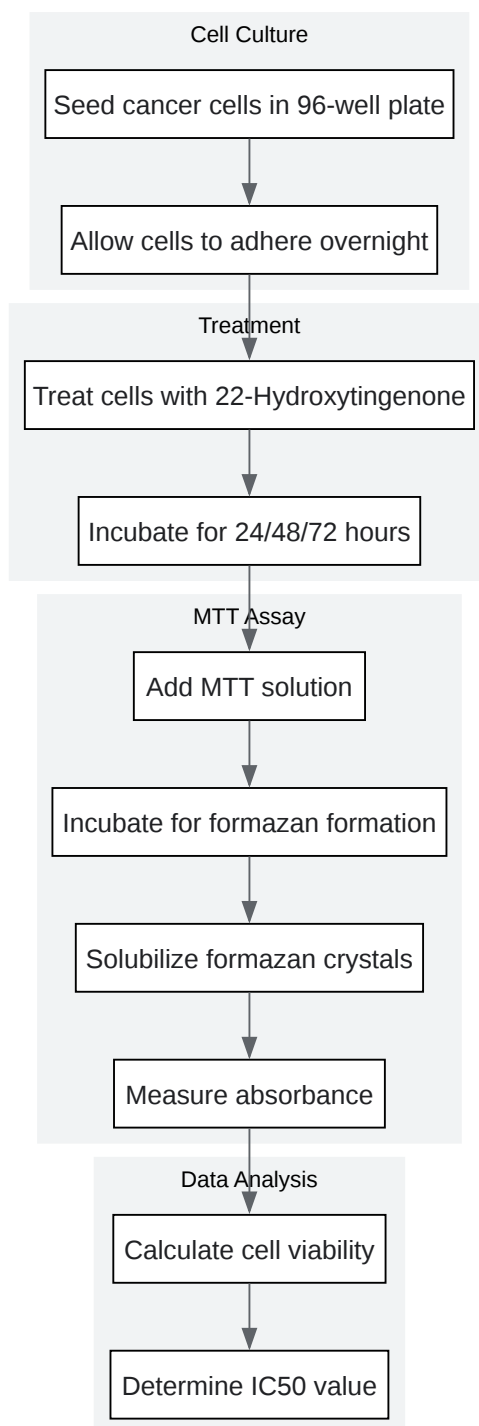 Cell Culture
Seed cancer cells in 96-well plate
Allow cells to adhere overnight
Treatment
Treat cells with 22-Hydroxytingenone
Incubate for 24/48/72 hours
MTT Assay
Add MTT solution
Incubate for formazan formation
Solubilize formazan crystals
Measure absorbance
Data Analysis
Calculate cell viability
Determine IC50 value